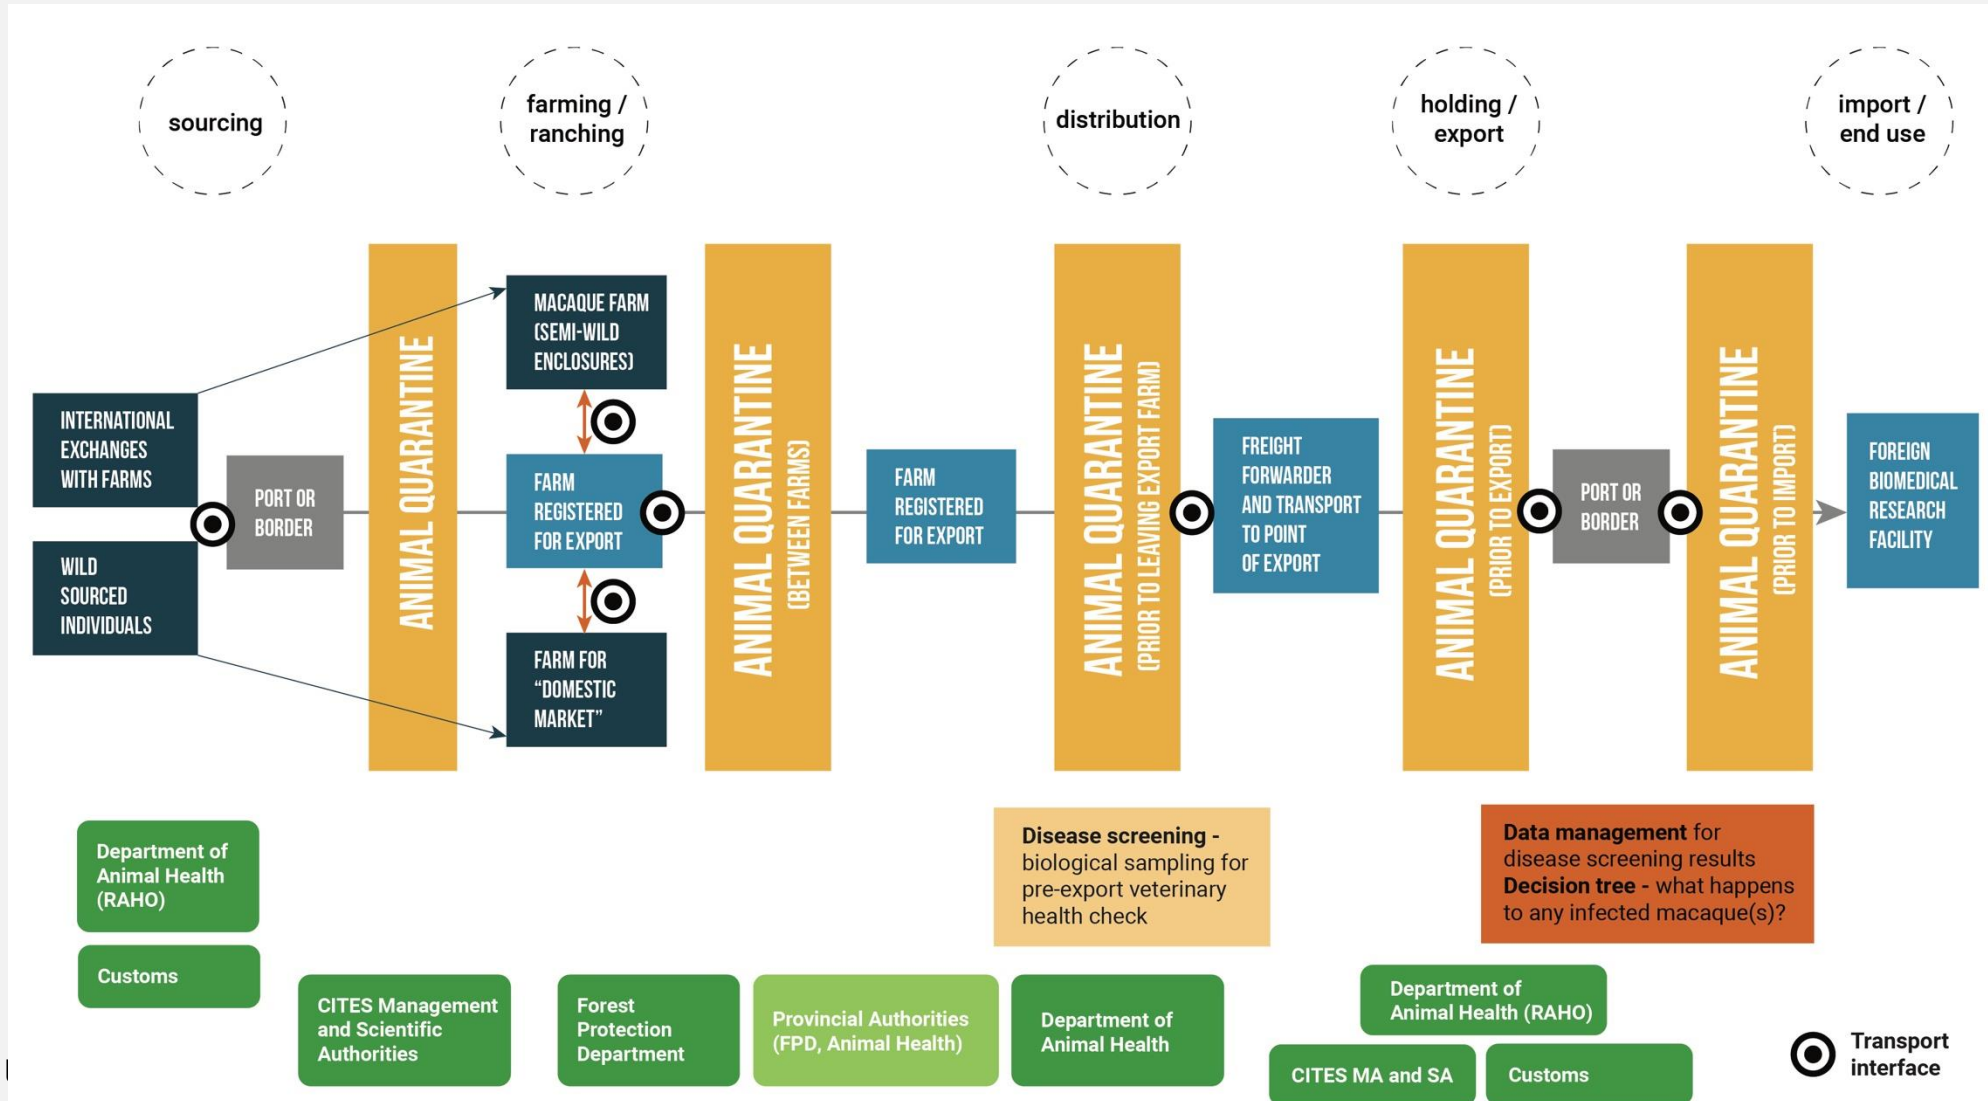 sourcing
farming /
ranching
distribution
holding /
export
import /
end use
INTERNATIONAL
EXCHANGES
WITH FARMS
WILD
SOURCED
INDIVIDUALS
PORT OR
BORDER
ANIMAL QUARANTINE
MACAQUE FARM
(SEMI-WILD
ENCLOSURES)
FARM
REGISTERED
FOR EXPORT
FARM FOR
“DOMESTIC
MARKET”
ANIMAL QUARANTINE
(BETWEEN FARMS)
FARM
REGISTERED
FOR EXPORT
ANIMAL QUARANTINE
(PRIOR TO LEAVING EXPORT FARM)
FREIGHT
FORWARDER
AND TRANSPORT
TO POINT
OF EXPORT
ANIMAL QUARANTINE
(PRIOR TO EXPORT)
PORT OR
BORDER
ANIMAL QUARANTINE
(PRIOR TO IMPORT)
FOREIGN
BIOMEDICAL
RESEARCH
FACILITY
Department of
Animal Health
(RAHO)
Customs
CITES Management
and Scientific
Authorities
Forest
Protection
Department
Provincial Authorities
(FPD, Animal Health)
Disease screening -
biological sampling for
pre-export veterinary
health check
Department of
Animal Health
Data management for
disease screening results
Decision tree - what happens
to any infected macaque(s)?
Department of
Animal Health (RAHO)
CITES MA and SA
Customs
Transport
interface